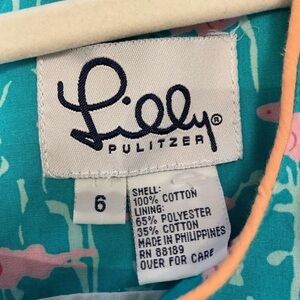 Lilly®
PULITZER
6
SHELL:
100% COTTON
LINING:
65% POLYESTER
35% COTTON
MADE IN PHILIPPINES
RN 88189
OVER FOR CARE